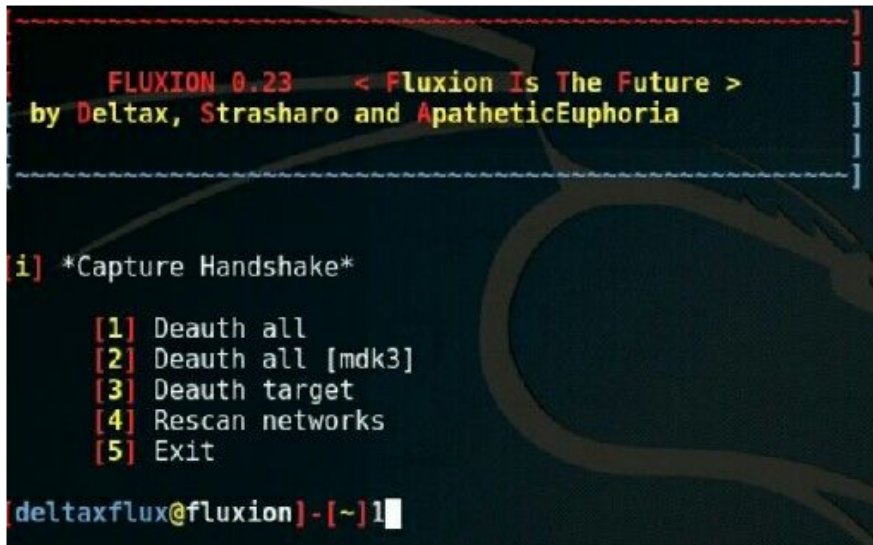 [~~~~~~~~~~~~~~~~~~~~~~~~~~~~~~~~~~~~~~~~~~~~~~~~~~~~~~]
[ ]
[ FLUXION 0.23 < Fluxion Is The Future > ]
[ by Deltax, Strasharo and ApatheticEuphoria ]
[ ]
[~~~~~~~~~~~~~~~~~~~~~~~~~~~~~~~~~~~~~~~~~~~~~~~~~~~~~~]
[i] *Capture Handshake*
[1] Deauth all
[2] Deauth all [mdk3]
[3] Deauth target
[4] Rescan networks
[5] Exit
[deltaxflux@fluxion]-[~]1